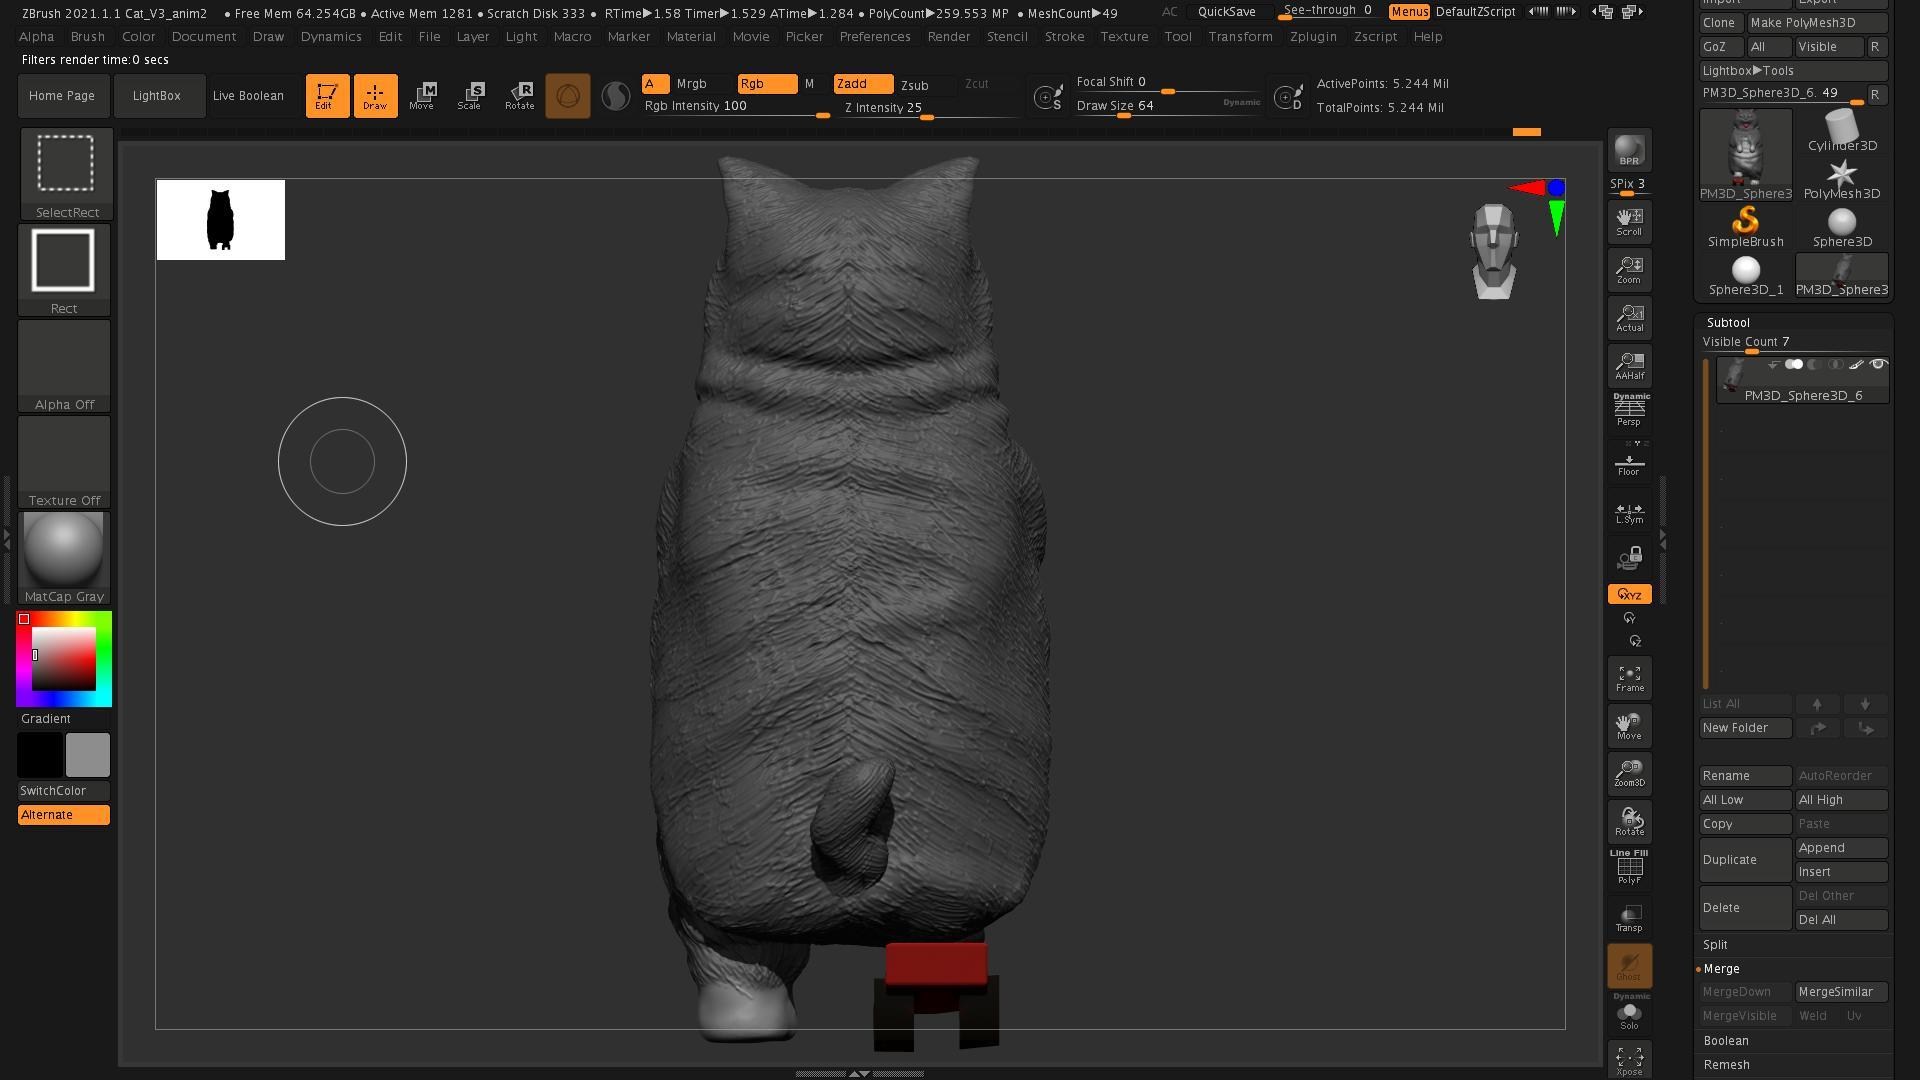 ZBrush 2021.1.1 Cat_V3_anim2 • Free Mem 64.254GB • Active Mem 1281 • Scratch Disk 333 • RTime▶1.58 Timer▶1.529 ATime▶1.284 • PolyCount▶259.553 MP • MeshCount▶49 AC QuickSave See-through 0 Menus DefaultZScript
Alpha Brush Color Document Draw Dynamics Edit File Layer Light Macro Marker Material Movie Picker Preferences Render Stencil Stroke Texture Tool Transform Zplugin Zscript Help
Filters render time:0 secs
Home Page LightBox Live Boolean Edit Draw Move Scale Rotate
A Mrgb Rgb M Zadd Zsub Zcut
Rgb Intensity 100 Z Intensity 25
Focal Shift 0
Draw Size 64 Dynamic
ActivePoints: 5.244 Mil
TotalPoints: 5.244 Mil
SelectRect
Rect
Alpha Off
Texture Off
MatCap Gray
Gradient
SwitchColor
Alternate
BPR
SPix 3
Scroll
Zoom
Actual
AAHalf
Dynamic
Persp
Floor
L.Sym
XYZ
Y
Z
Frame
Move
Zoom3D
Rotate
Line Fill
PolyF
Transp
Ghost
Dynamic
Solo
Xpose
Import Export
Clone Make PolyMesh3D
GoZ All Visible R
Lightbox▶Tools
PM3D_Sphere3D_6. 49 R
Cylinder3D
PM3D_Sphere3 PolyMesh3D
SimpleBrush Sphere3D
Sphere3D_1 PM3D_Sphere3
Subtool
Visible Count 7
PM3D_Sphere3D_6
List All
New Folder
Rename AutoReorder
All Low All High
Copy Paste
Duplicate Append
Insert
Delete Del Other
Del All
Split
Merge
MergeDown MergeSimilar
MergeVisible Weld Uv
Boolean
Remesh